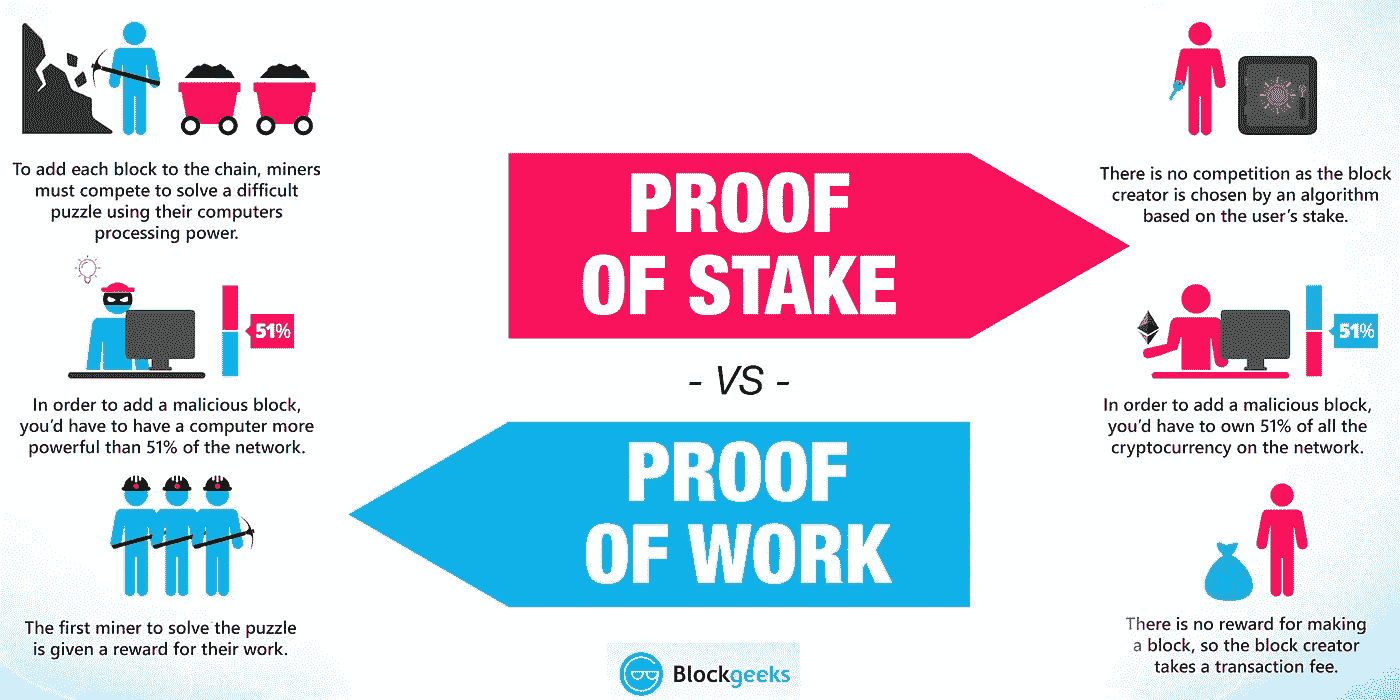 To add each block to the chain, miners
must compete to solve a difficult
puzzle using their computers
processing power.
51%
In order to add a malicious block,
you'd have to have a computer more
powerful than 51% of the network.
The first miner to solve the puzzle
is given a reward for their work.
PROOF
OF STAKE
- VS -
PROOF
OF WORK
Blockgeeks
There is no competition as the block
creator is chosen by an algorithm
based on the user's stake.
51%
In order to add a malicious block,
you'd have to own 51% of all the
cryptocurrency on the network.
There is no reward for making
a block, so the block creator
takes a transaction fee.